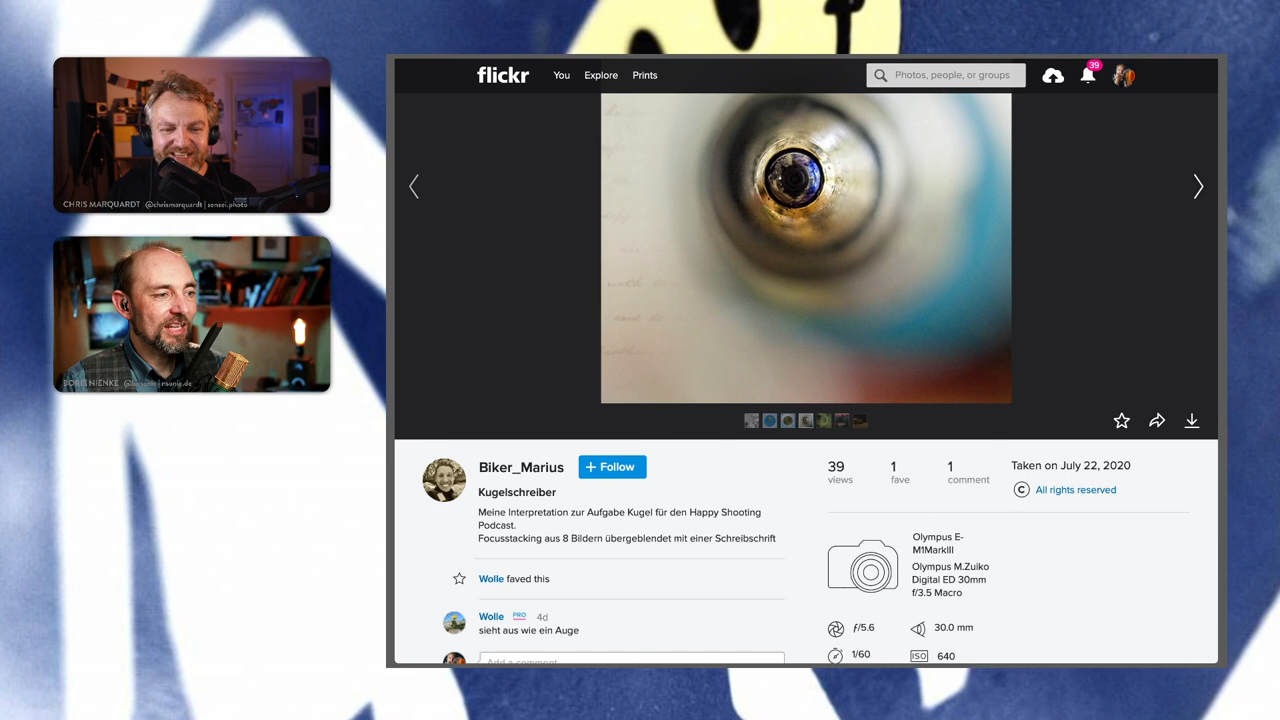 flickr
You
Explore
Prints
Photos, people, or groups
39
CHRIS MARQUARDT @chrismarquardt | sensei.photo
Biker_Marius
+ Follow
Kugelschreiber
Meine Interpretation zur Aufgabe Kugel für den Happy Shooting
Podcast.
Focusstacking aus 8 Bildern übergeblendet mit einer Schreibschrift
Wolle faved this
Wolle PRO 4d
sieht aus wie ein Auge
Add a comment
39
views
1
fave
1
comment
Taken on July 22, 2020
All rights reserved
Olympus E-
M1MarkIII
Olympus M.Zuiko
Digital ED 30mm
f/3.5 Macro
ƒ/5.6
30.0 mm
1/60
ISO 640